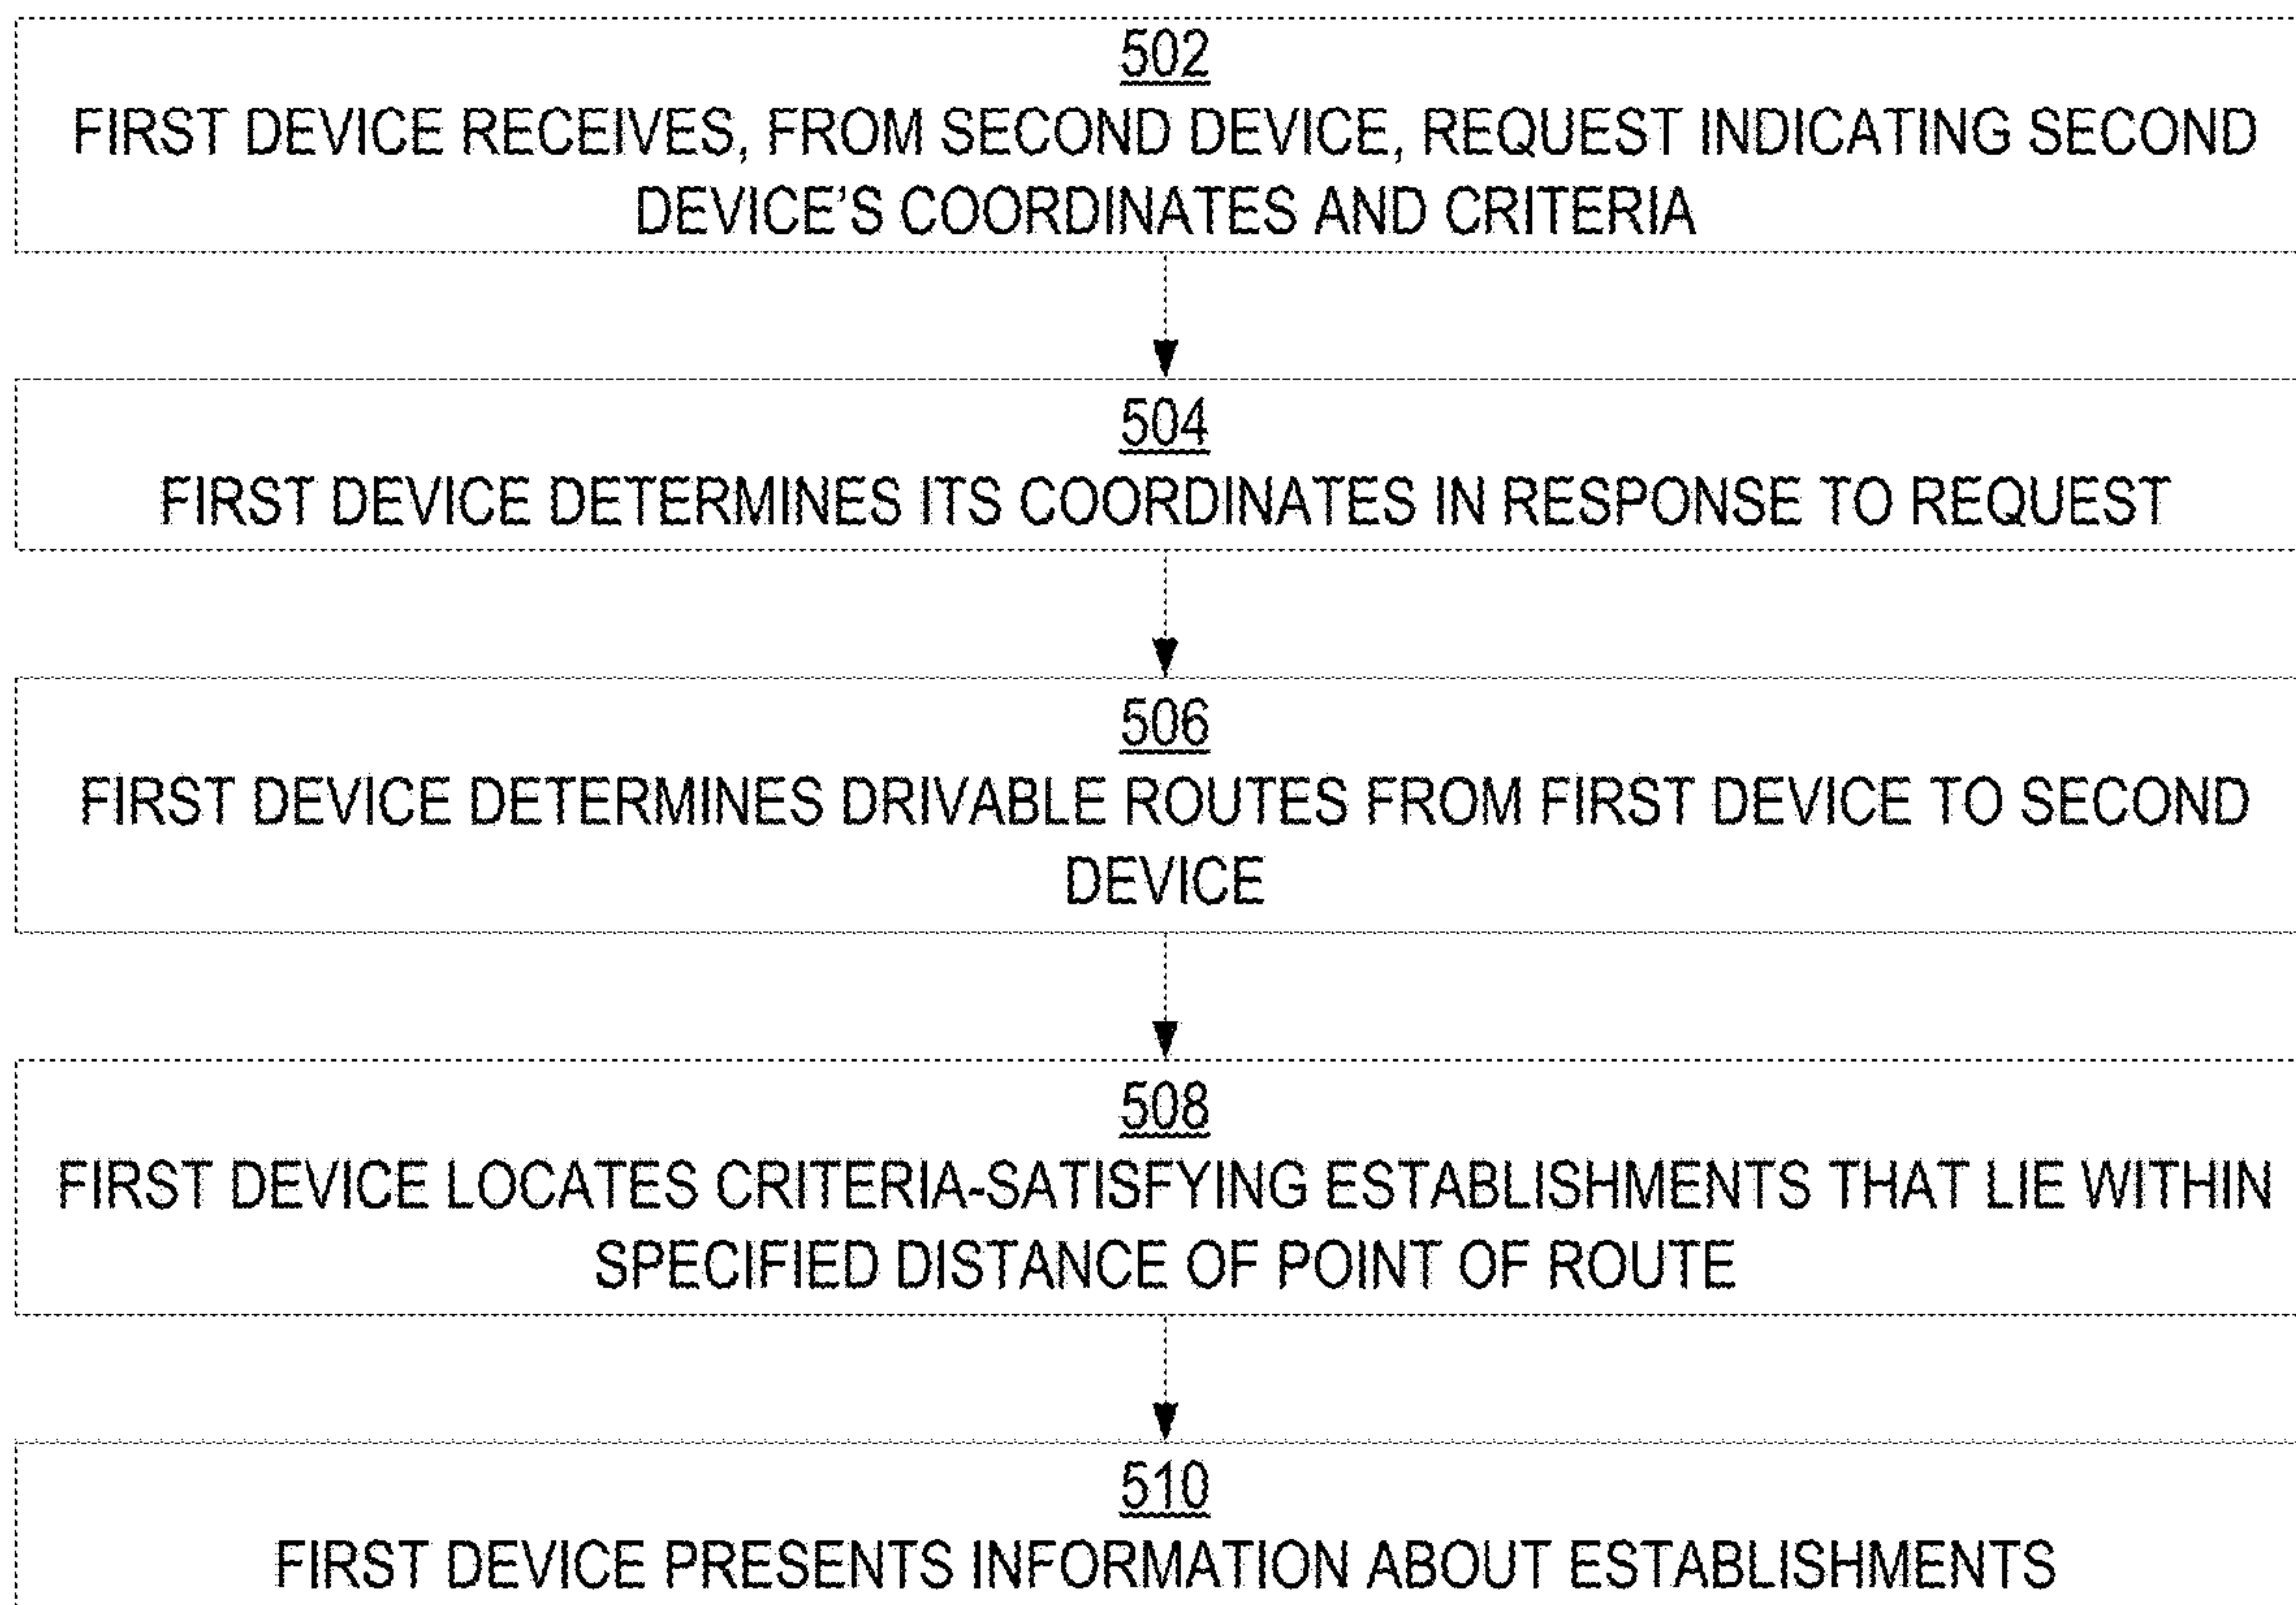 502
FIRST DEVICE RECEIVES, FROM SECOND DEVICE, REQUEST INDICATING SECOND
DEVICE'S COORDINATES AND CRITERIA
504
FIRST DEVICE DETERMINES ITS COORDINATES IN RESPONSE TO REQUEST
506
FIRST DEVICE DETERMINES DRIVABLE ROUTES FROM FIRST DEVICE TO SECOND
DEVICE
508
FIRST DEVICE LOCATES CRITERIA-SATISFYING ESTABLISHMENTS THAT LIE WITHIN
SPECIFIED DISTANCE OF POINT OF ROUTE
510
FIRST DEVICE PRESENTS INFORMATION ABOUT ESTABLISHMENTS